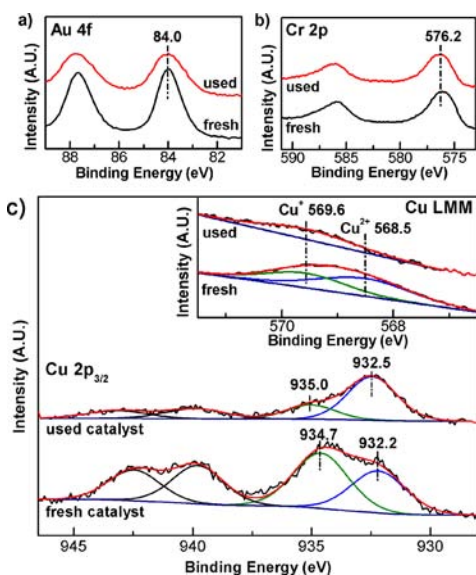 a) Au 4f
84.0
used
fresh
Intensity (A.U.)
88 86 84 82
Binding Energy (eV)
b) Cr 2p
576.2
used
fresh
Intensity (A.U.)
591 585 580 575
Binding Energy (eV)
c)
Cu LMM
Cu⁺ 569.6
Cu²⁺ 568.5
used
fresh
570 568
Binding Energy (eV)
Intensity (A.U.)
Cu 2p3/2
935.0
932.5
used catalyst
934.7
932.2
fresh catalyst
945 940 935 930
Binding Energy (eV)